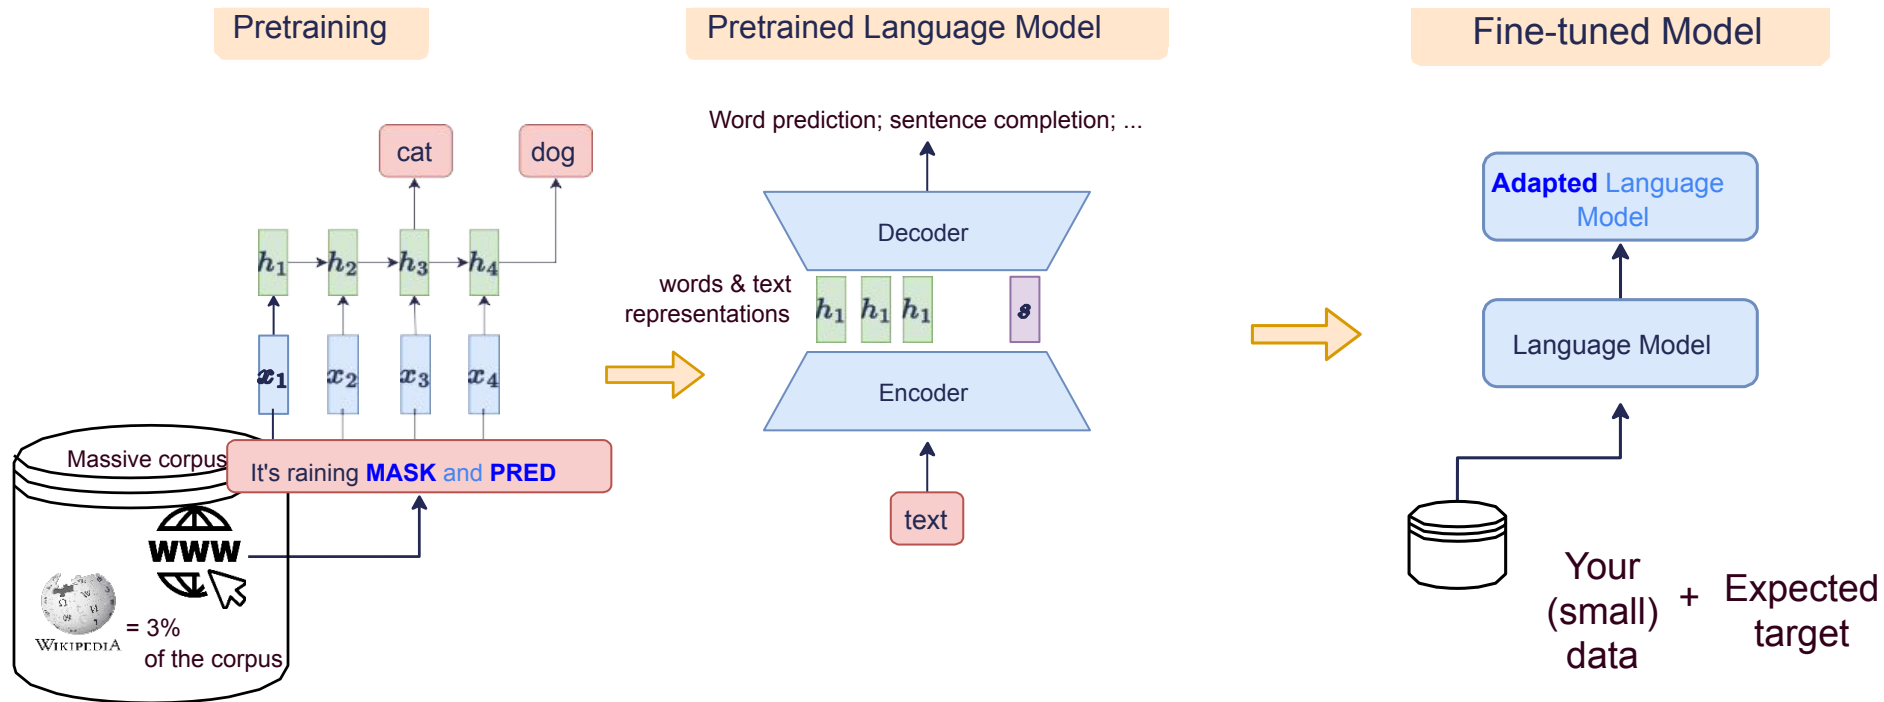 Pretraining
cat
dog
h1
h2
h3
h4
x1
x2
x3
x4
Massive corpus
It's raining MASK and PRED
WWW
WIKIPEDIA
= 3%
of the corpus
Pretrained Language Model
Word prediction; sentence completion; ...
Decoder
words & text
representations
h1 h1 h1 s
Encoder
text
Fine-tuned Model
Adapted Language
Model
Language Model
Your
(small)
data
+
Expected
target